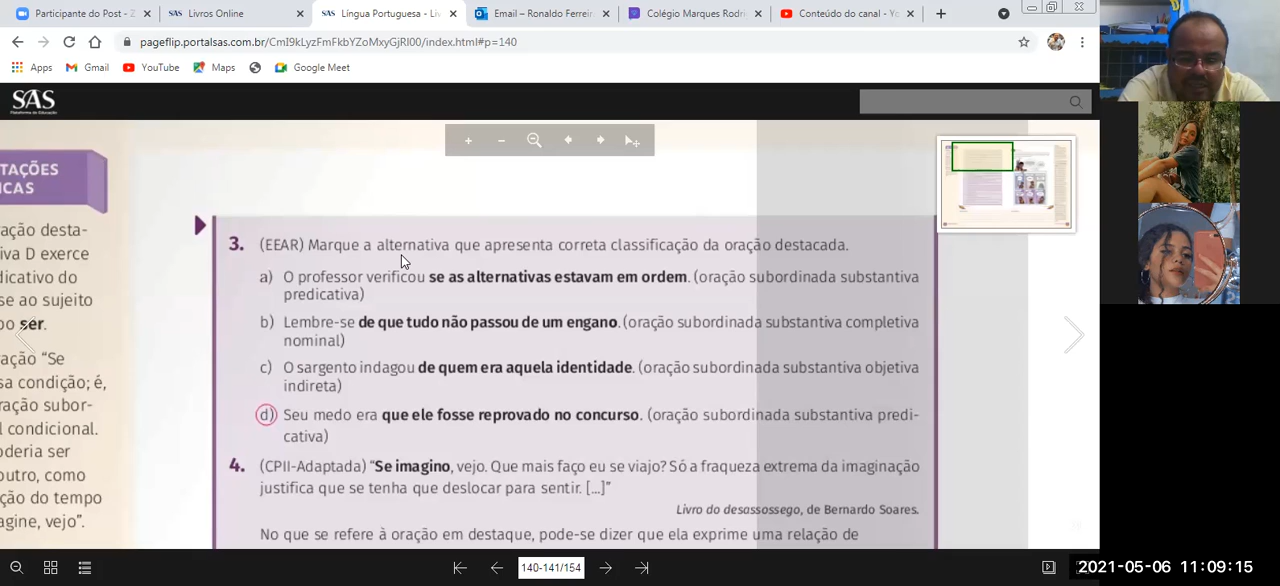 Participante do Post - Z
SAS Livros Online
SAS Língua Portuguesa - Liv
Email – Ronaldo Ferreir
Colégio Marques Rodri
Conteúdo do canal - Yo
pageflip.portalsas.com.br/CmI9kLyzFmFkbYZoMxyGjRI00/index.html#p=140
Apps Gmail YouTube Maps Google Meet
SAS
Plataforma de Educação
TAÇÕES
ICAS
ação desta-
iva D exerce
dicativo do
se ao sujeito
oo ser.
ação “Se
sa condição; é,
ração subor-
l condicional.
oderia ser
outro, como
ção do tempo
agine, vejo”.
3. (EEAR) Marque a alternativa que apresenta correta classificação da oração destacada.
a) O professor verificou se as alternativas estavam em ordem. (oração subordinada substantiva
predicativa)
b) Lembre-se de que tudo não passou de um engano. (oração subordinada substantiva completiva
nominal)
c) O sargento indagou de quem era aquela identidade. (oração subordinada substantiva objetiva
indireta)
d) Seu medo era que ele fosse reprovado no concurso. (oração subordinada substantiva predi-
cativa)
4. (CPII-Adaptada) “Se imagino, vejo. Que mais faço eu se viajo? Só a fraqueza extrema da imaginação
justifica que se tenha que deslocar para sentir. [...]”
Livro do desassossego, de Bernardo Soares.
No que se refere à oração em destaque, pode-se dizer que ela exprime uma relação de
140-141/154
2021-05-06 11:09:15